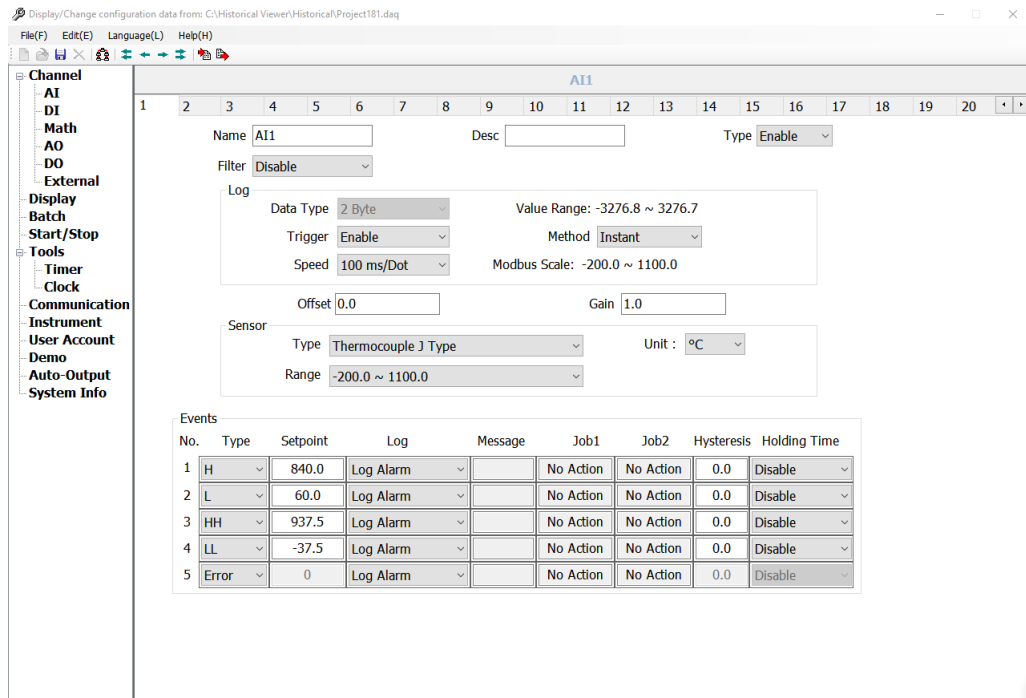 Display/Change configuration data from: C:\Historical Viewer\Historical\Project181.daq
File(F) Edit(E) Language(L) Help(H)
Channel
AI
DI
Math
AO
DO
External
Display
Batch
Start/Stop
Tools
Timer
Clock
Communication
Instrument
User Account
Demo
Auto-Output
System Info
AI1
1 2 3 4 5 6 7 8 9 10 11 12 13 14 15 16 17 18 19 20
Name AI1 Desc Type Enable
Filter Disable
Log
Data Type 2 Byte Value Range: -3276.8 ~ 3276.7
Trigger Enable Method Instant
Speed 100 ms/Dot Modbus Scale: -200.0 ~ 1100.0
Offset 0.0 Gain 1.0
Sensor
Type Thermocouple J Type Unit : ºC
Range -200.0 ~ 1100.0
Events
No. Type Setpoint Log Message Job1 Job2 Hysteresis Holding Time
1 H 840.0 Log Alarm No Action No Action 0.0 Disable
2 L 60.0 Log Alarm No Action No Action 0.0 Disable
3 HH 937.5 Log Alarm No Action No Action 0.0 Disable
4 LL -37.5 Log Alarm No Action No Action 0.0 Disable
5 Error 0 Log Alarm No Action No Action 0.0 Disable